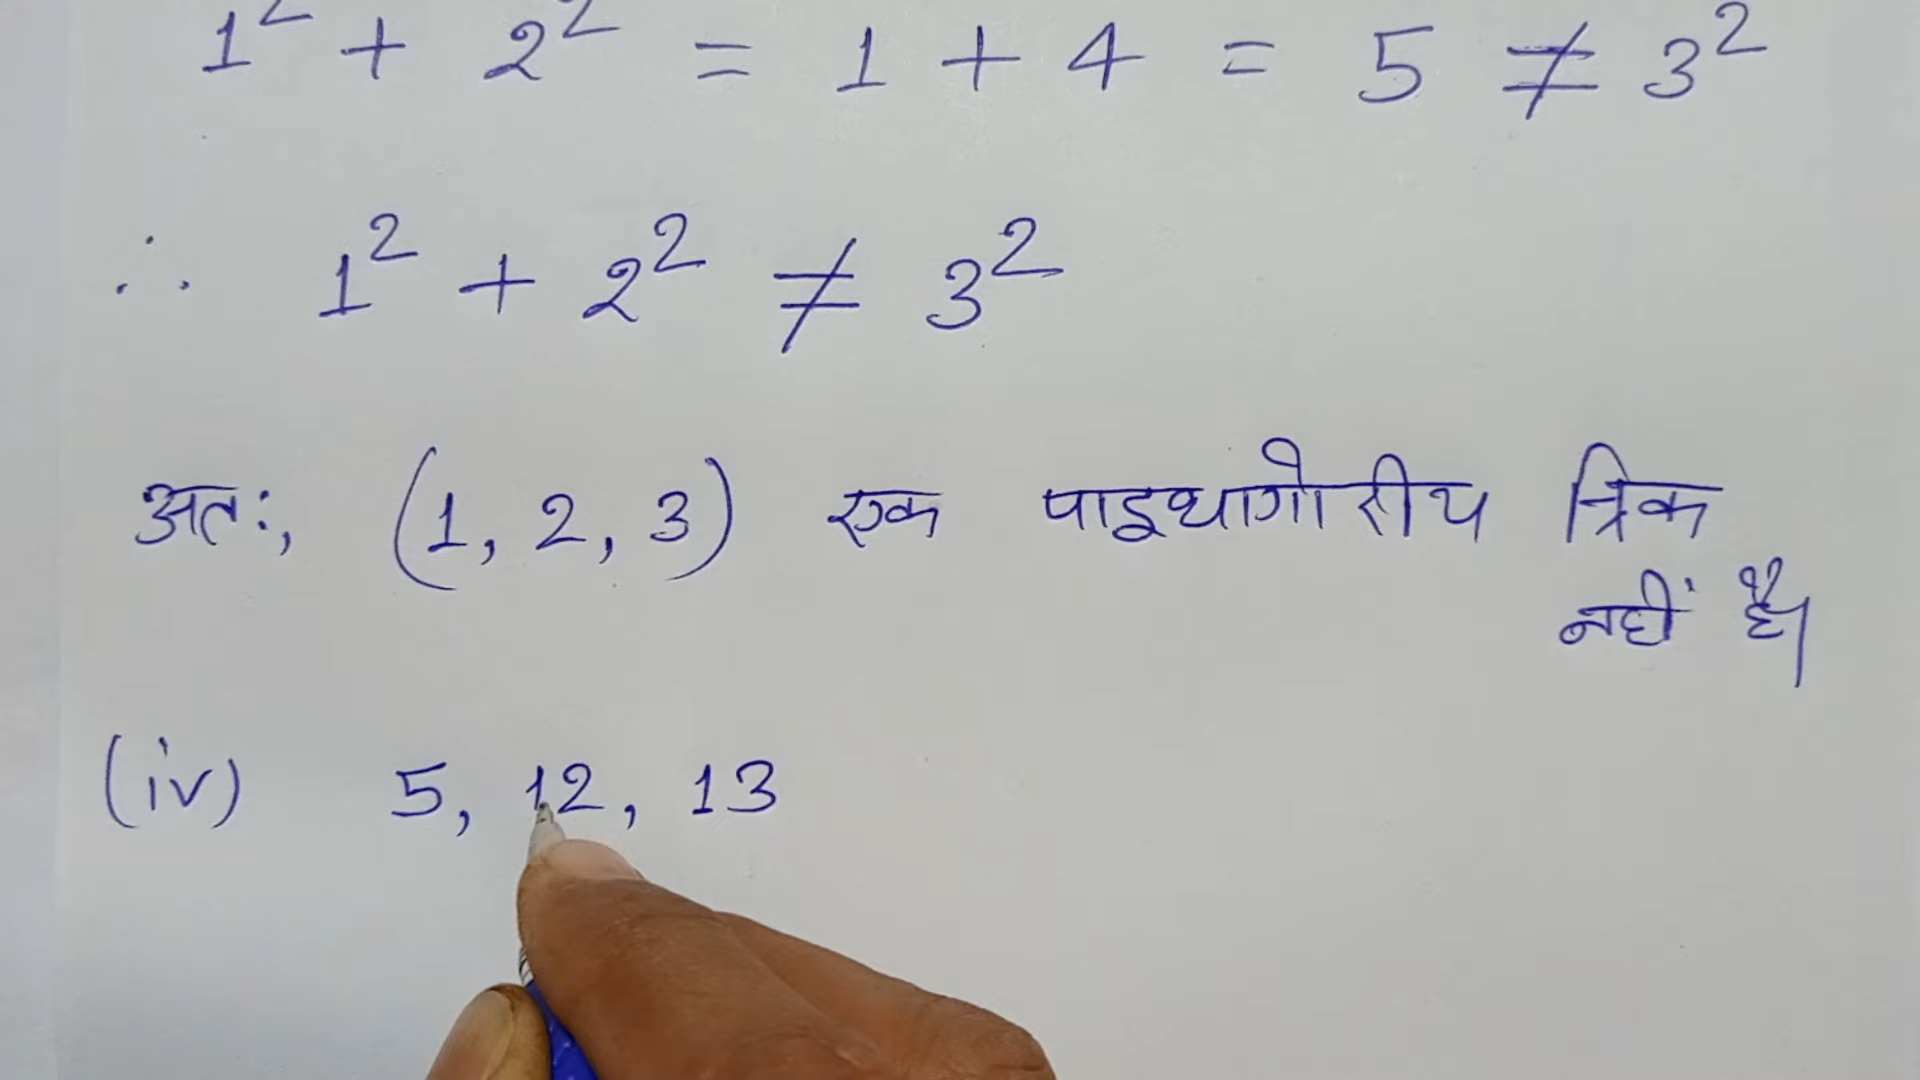 1² + 2² = 1 + 4 = 5 ≠ 3²
∴ 1² + 2² ≠ 3²
अतः, (1, 2, 3) एक पाइथागोरीय त्रिक
नहीं है।
(iv) 5, 12, 13